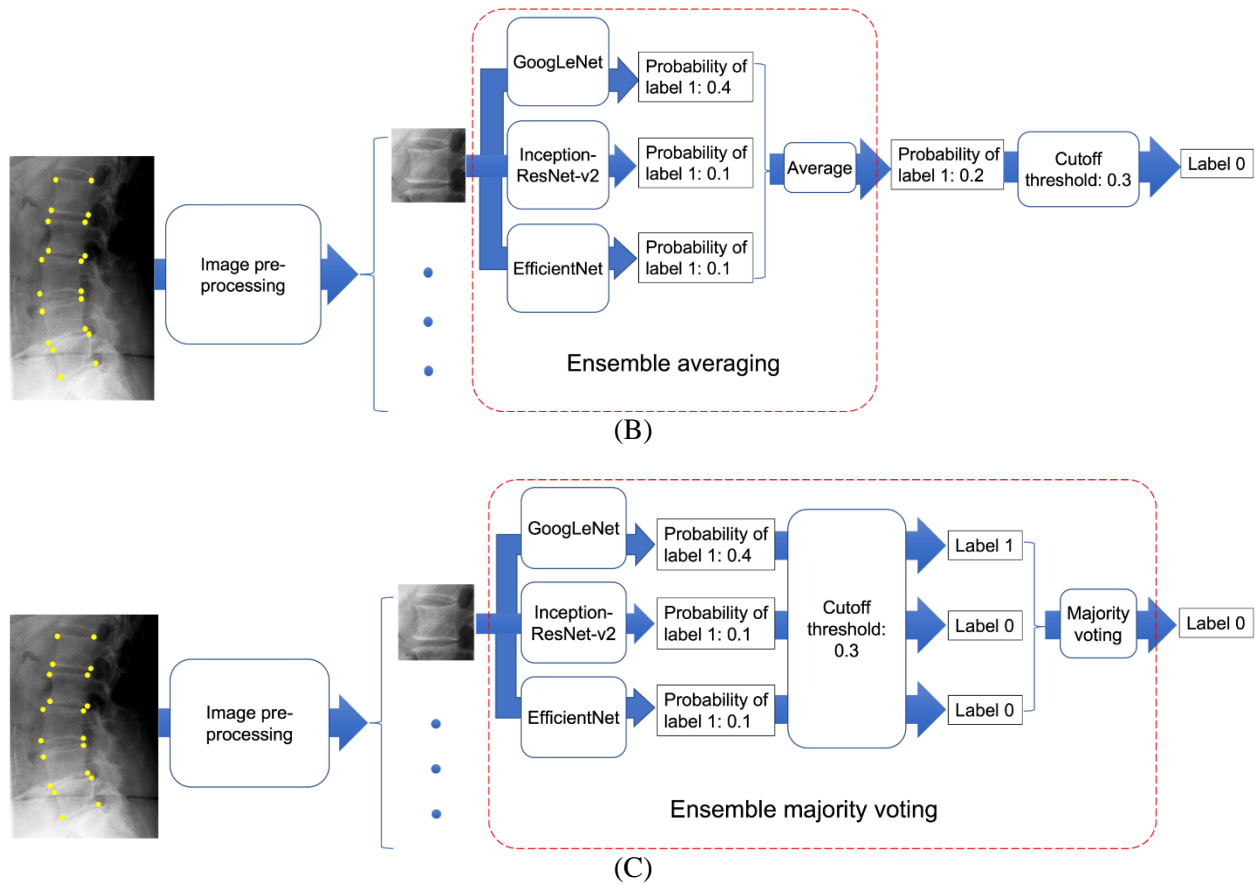 GoogLeNet
Probability of
label 1: 0.4
Inception-
ResNet-v2
Probability of
label 1: 0.1
EfficientNet
Probability of
label 1: 0.1
Image pre-
processing
Average
Probability of
label 1: 0.2
Cutoff
threshold: 0.3
Label 0
Ensemble averaging
(B)
GoogLeNet
Probability of
label 1: 0.4
Inception-
ResNet-v2
Probability of
label 1: 0.1
EfficientNet
Probability of
label 1: 0.1
Image pre-
processing
Cutoff
threshold:
0.3
Label 1
Label 0
Label 0
Majority
voting
Label 0
Ensemble majority voting
(C)